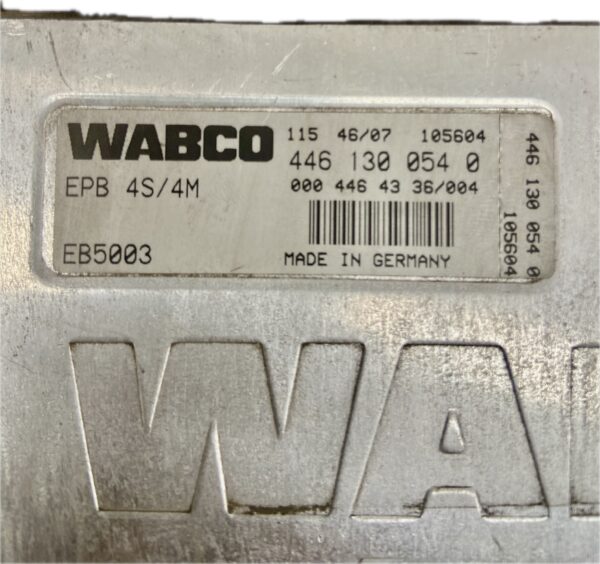 WABCO
115 46/07 105604
446 130 054 0
EPB 4S/4M
000 446 43 36/004
EB5003
MADE IN GERMANY
446 130 054 0
105604
WA